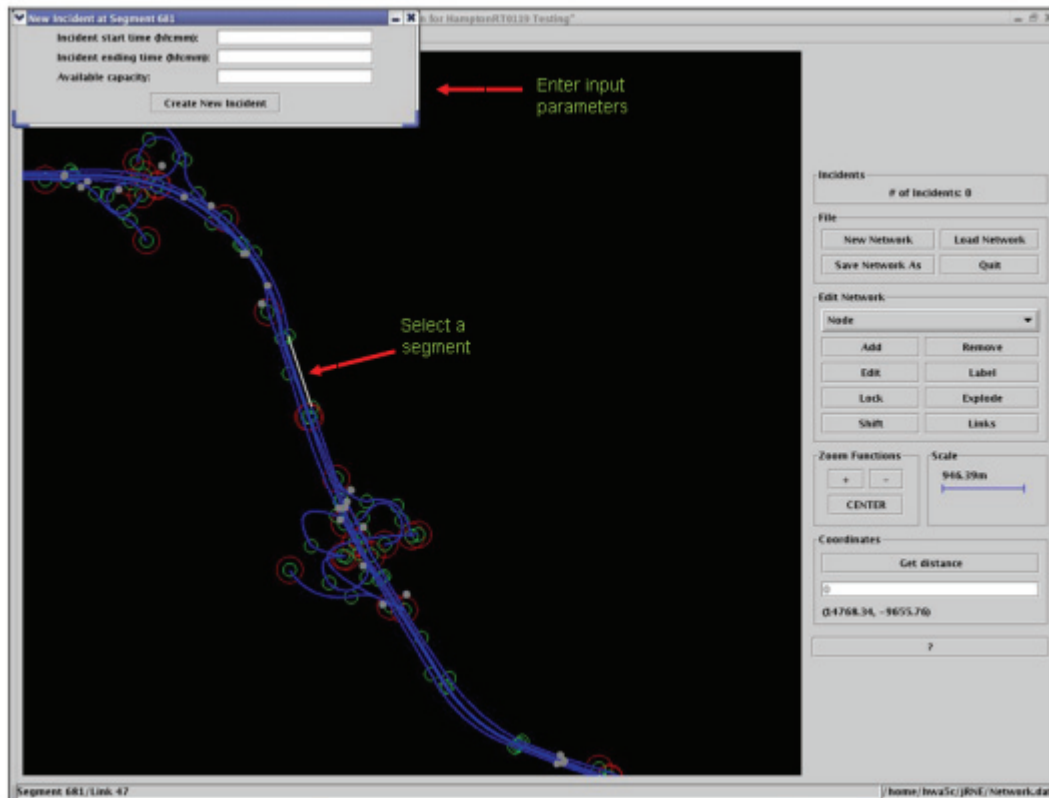 New Incident at Segment 681
n for HamptonRT0110 Testing"
Incident start time (hh:mm):
Incident ending time (hh:mm):
Available capacity:
Create New Incident
Enter input
parameters
Select a
segment
Incidents
# of Incidents: 0
File
New Network
Load Network
Save Network As
Quit
Edit Network
Node
Add
Remove
Edit
Label
Lock
Explode
Shift
Links
Zoom Functions
+
-
CENTER
Scale
946.39m
Coordinates
Get distance
0
(14768.34, -9655.76)
?
Segment 681/Link 47
/home/hwa5c/jRNE/Network.dat